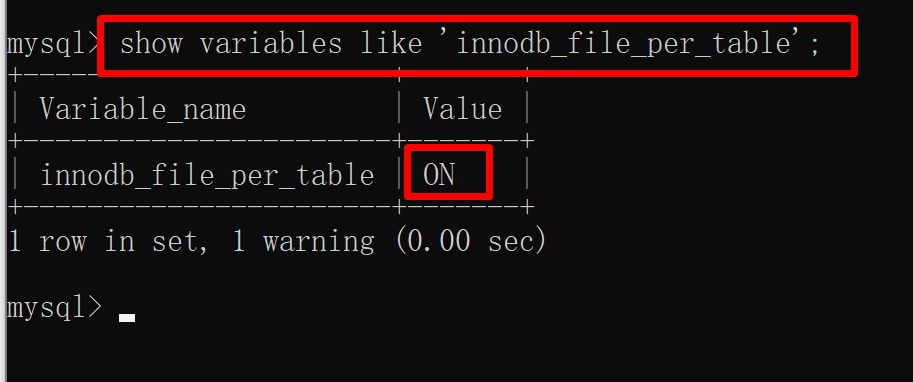 mysql> show variables like 'innodb_file_per_table';
+-----------------------+-------+
| Variable_name         | Value |
+-----------------------+-------+
| innodb_file_per_table | ON    |
+-----------------------+-------+
1 row in set, 1 warning (0.00 sec)
mysql>